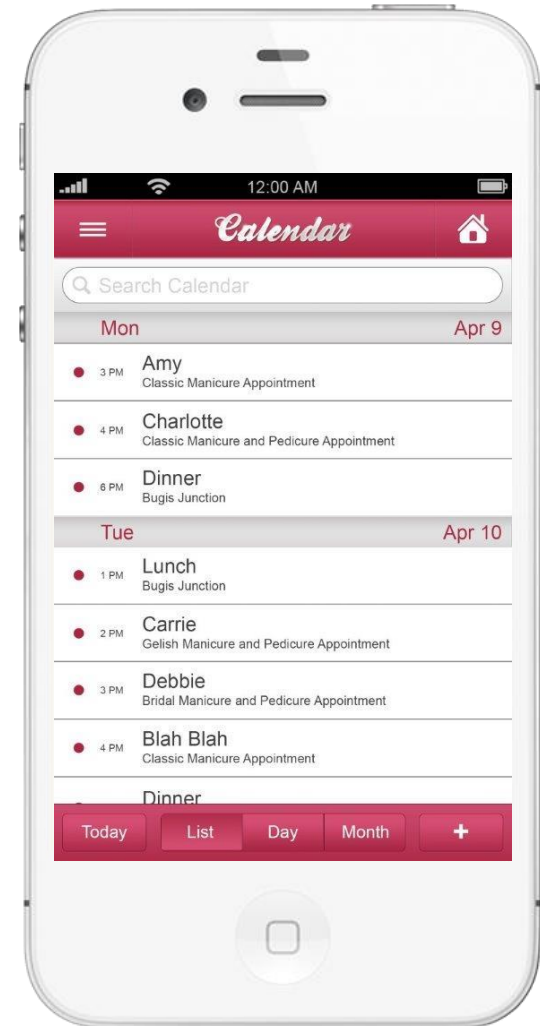 12:00 AM
Calendar
Search Calendar
Mon Apr 9
3 PM Amy
Classic Manicure Appointment
4 PM Charlotte
Classic Manicure and Pedicure Appointment
6 PM Dinner
Bugis Junction
Tue Apr 10
1 PM Lunch
Bugis Junction
2 PM Carrie
Gelish Manicure and Pedicure Appointment
3 PM Debbie
Bridal Manicure and Pedicure Appointment
4 PM Blah Blah
Classic Manicure Appointment
Dinner
Today List Day Month +